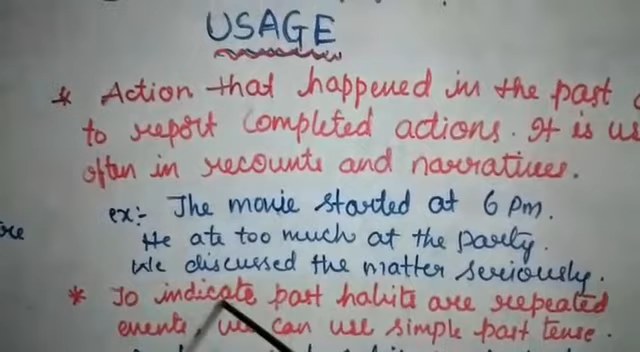 USAGE
* Action that happened in the past
to report completed actions. It is us
often in recounts and narratives.
ex:- The movie started at 6 pm.
He ate too much at the party.
We discussed the matter seriously.
* To indicate past habits are repeated
events, we can use simple past tense.